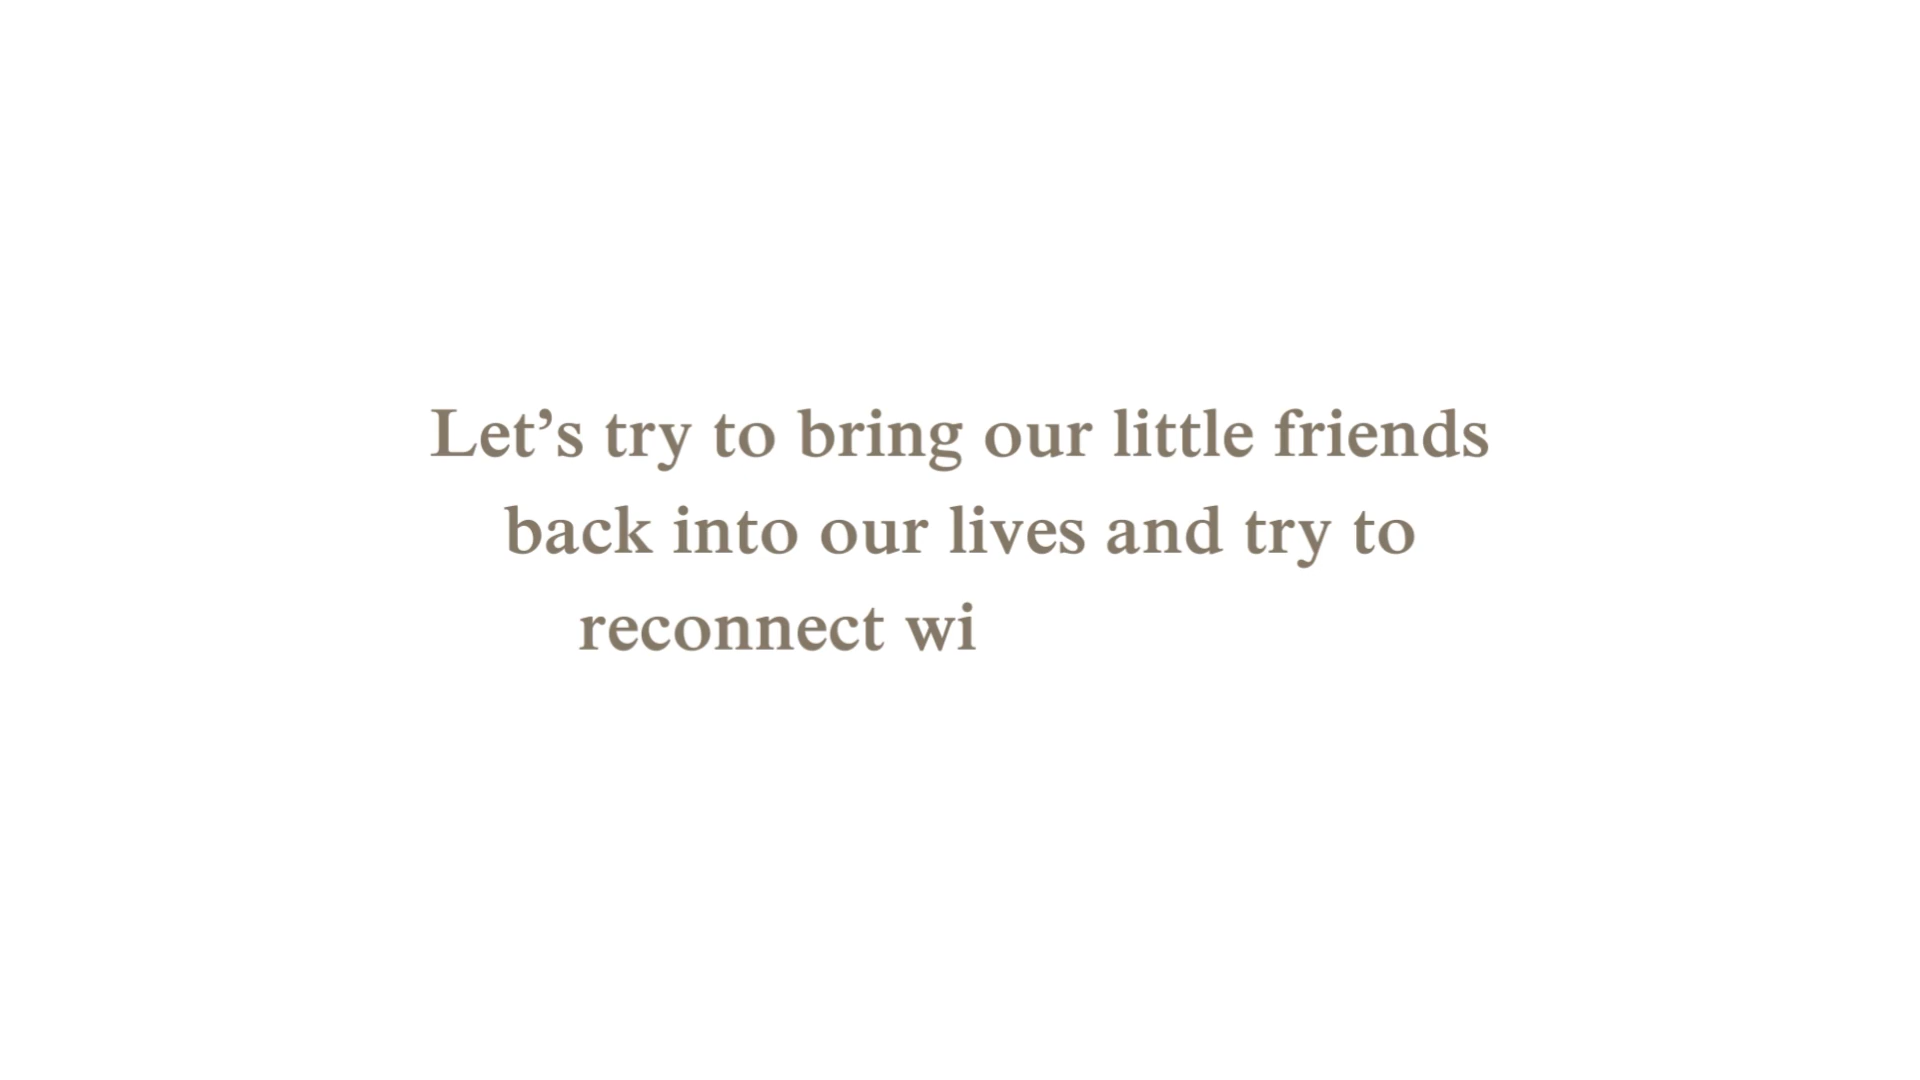 Let’s try to bring our little friends
back into our lives and try to
reconnect wi